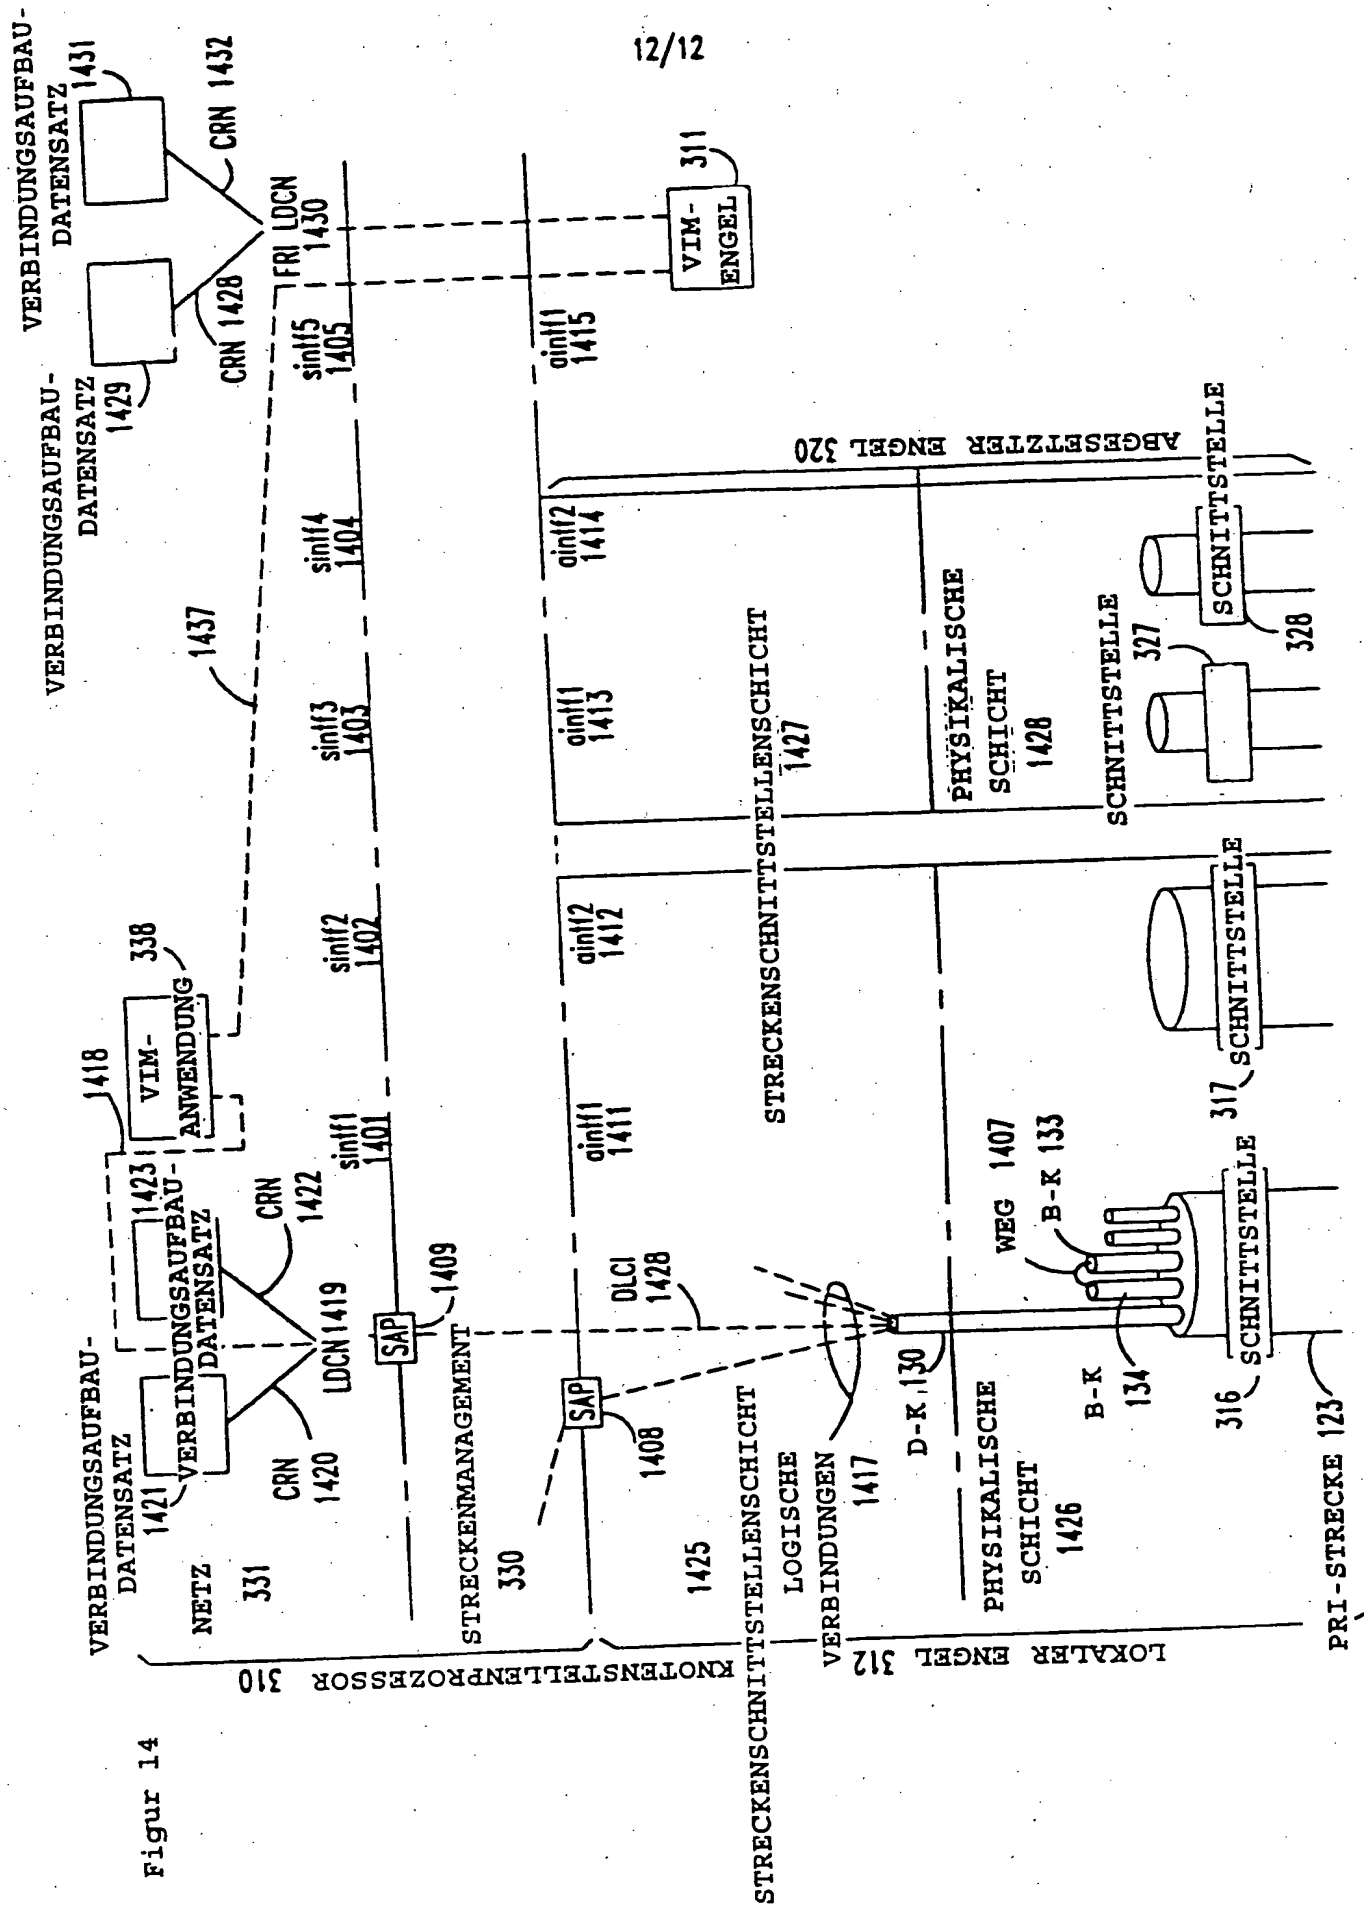 12/12
Figur 14
VERBINDUNGSAUFBAU-
DATENSATZ
1421
VERBINDUNGSAUFBAU-
DATENSATZ
1423
1418
VIM-
ANWENDUNG
338
1437
VERBINDUNGSAUFBAU-
DATENSATZ
1429
VERBINDUNGSAUFBAU-
DATENSATZ
1431
NETZ
331
CRN
1420
CRN
1422
LDCN 1419
CRN 1428
CRN 1432
FRI LDCN
1430
SAP
1409
sintf1
1401
sintf2
1402
sintf3
1403
sintf4
1404
sintf5
1405
STRECKENMANAGEMENT
330
KNOTENSTELLENPROZESSOR 310
SAP
1408
aintf1
1411
aintf2
1412
aintf1
1413
aintf2
1414
aintf1
1415
VIM-
ENGEL
311
1425
STRECKENSCHNITTSTELLENSCHICHT
LOGISCHE
VERBINDUNGEN
1417
DLCI
1428
STRECKENSCHNITTSTELLENSCHICHT
1427
D-K 130
PHYSIKALISCHE
SCHICHT
1426
PHYSIKALISCHE
SCHICHT
1428
WEG 1407
B-K 133
B-K
134
LOKALER ENGEL 312
ABGESETZTER ENGEL 320
316
SCHNITTSTELLE
317
SCHNITTSTELLE
SCHNITTSTELLE
327
SCHNITTSTELLE
328
PRI-STRECKE 123